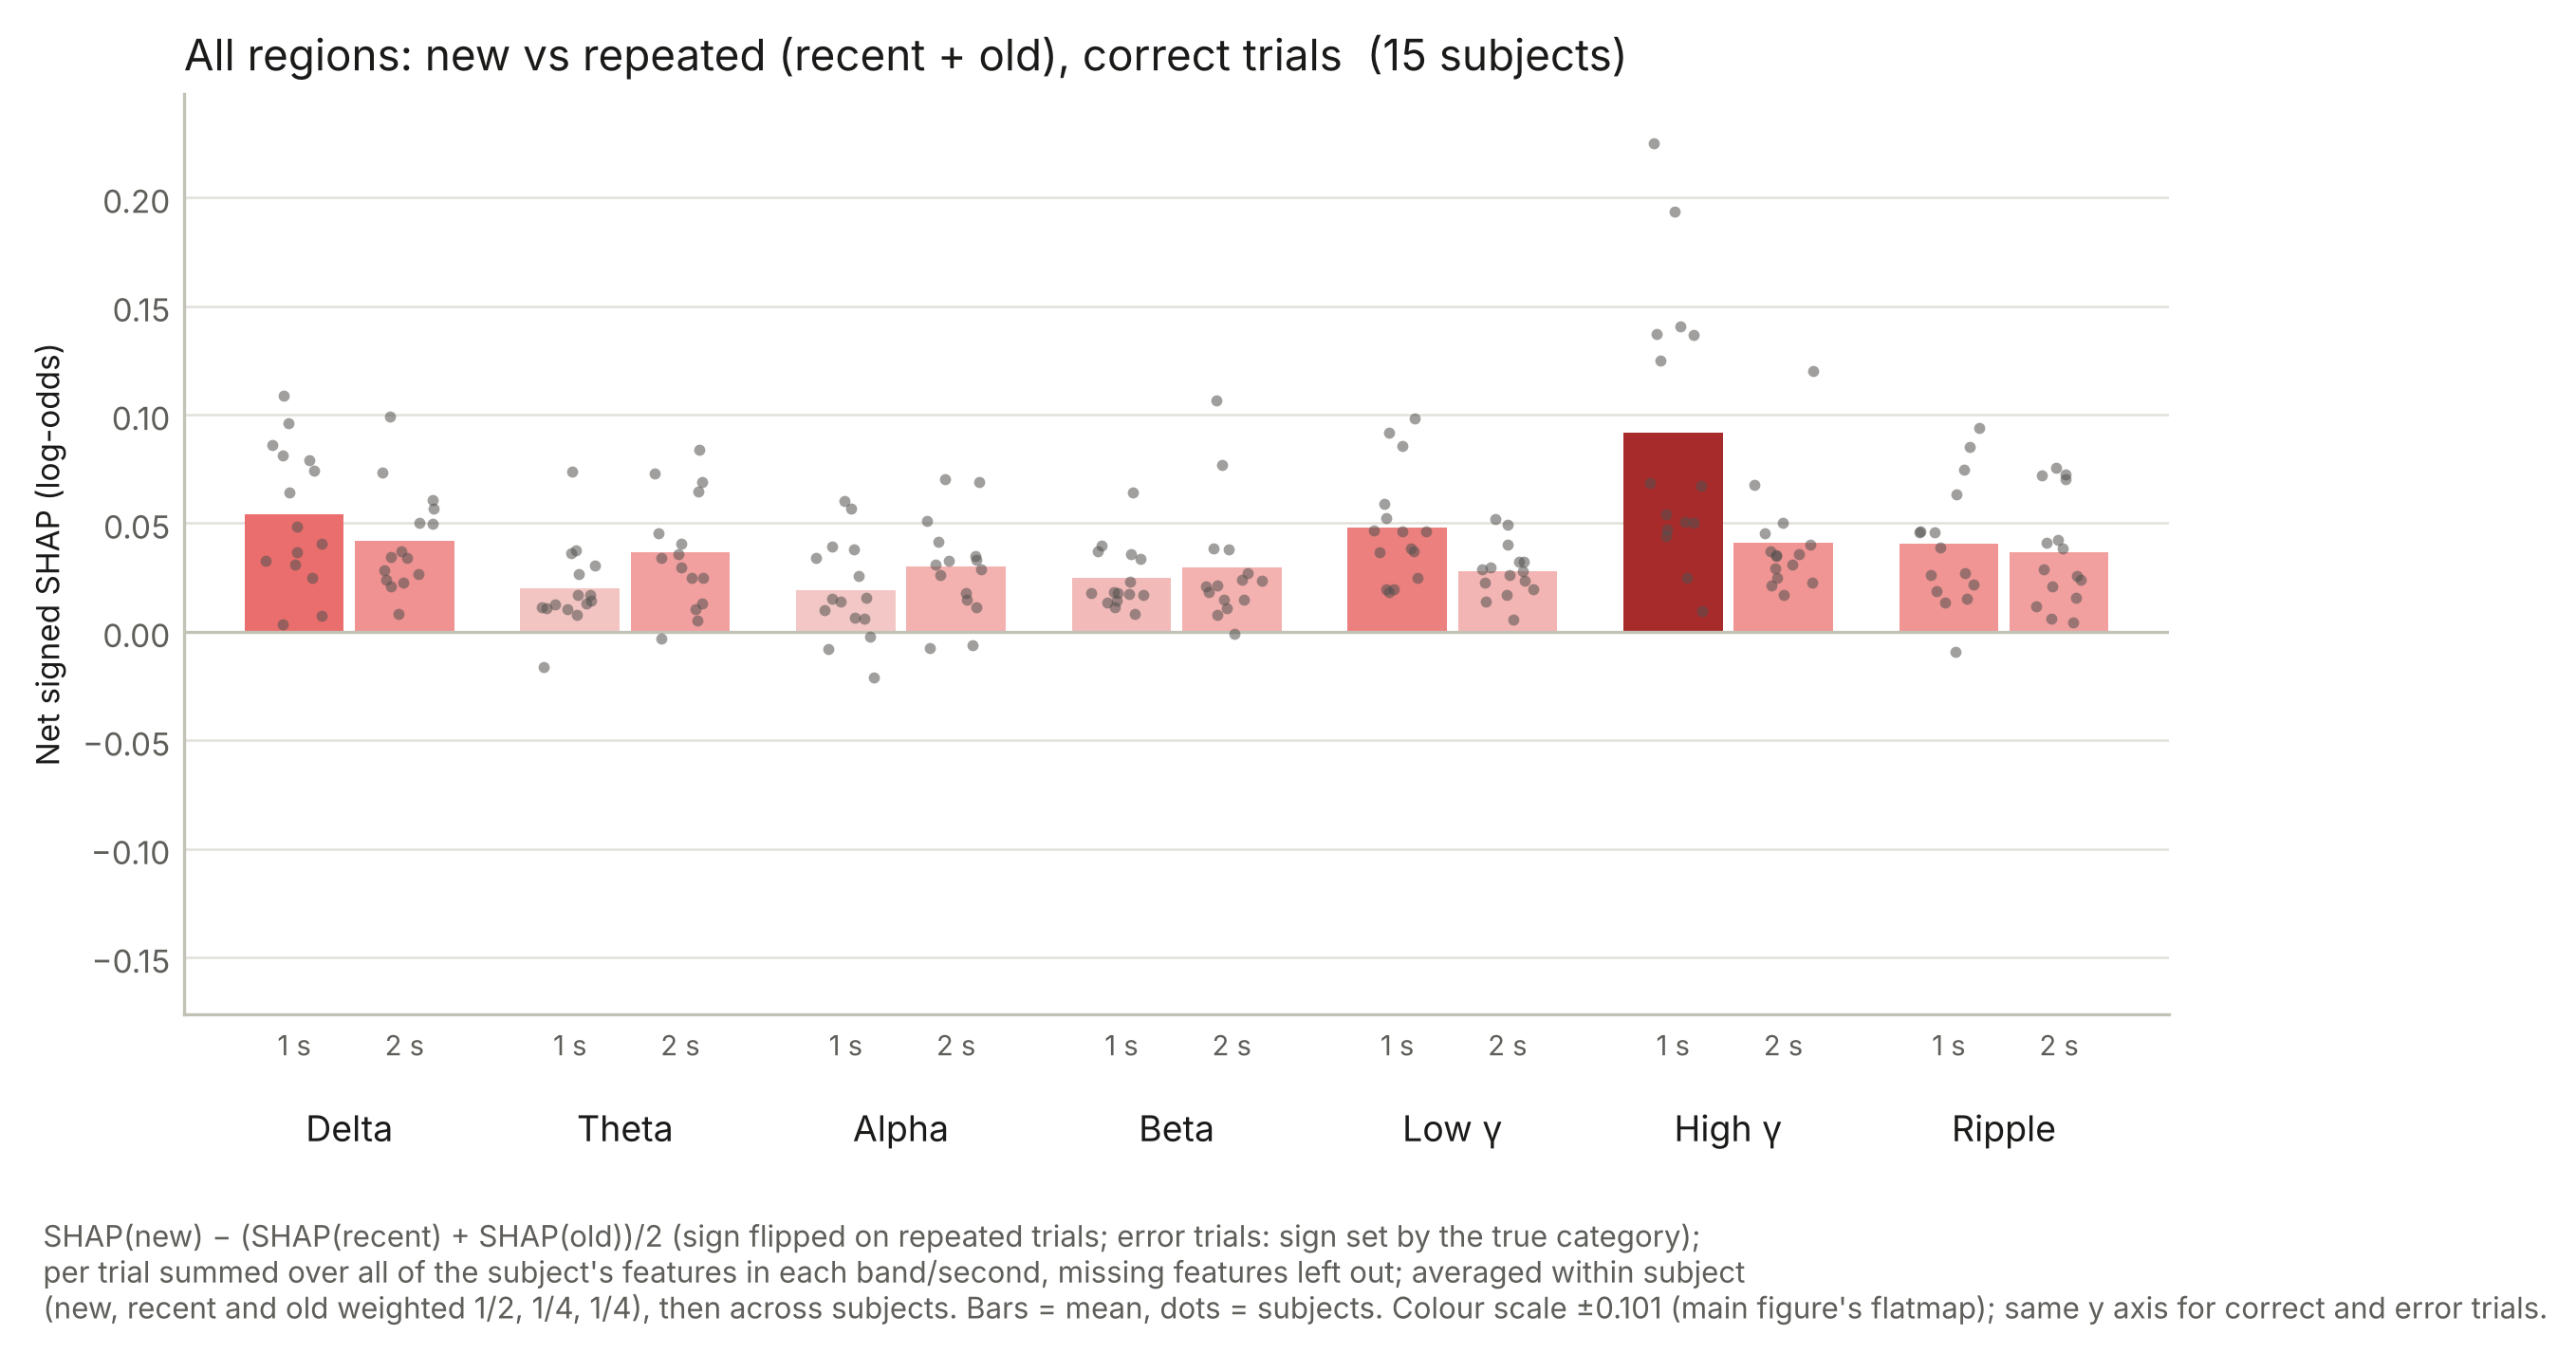 All regions: new vs repeated (recent + old), correct trials (15 subjects)
Net signed SHAP (log-odds)
0.20
0.15
0.10
0.05
0.00
−0.05
−0.10
−0.15
1 s 2 s 1 s 2 s 1 s 2 s 1 s 2 s 1 s 2 s 1 s 2 s 1 s 2 s
Delta Theta Alpha Beta Low γ High γ Ripple
SHAP(new) − (SHAP(recent) + SHAP(old))/2 (sign flipped on repeated trials; error trials: sign set by the true category);
per trial summed over all of the subject's features in each band/second, missing features left out; averaged within subject
(new, recent and old weighted 1/2, 1/4, 1/4), then across subjects. Bars = mean, dots = subjects. Colour scale ±0.101 (main figure's flatmap); same y axis for correct and error trials.